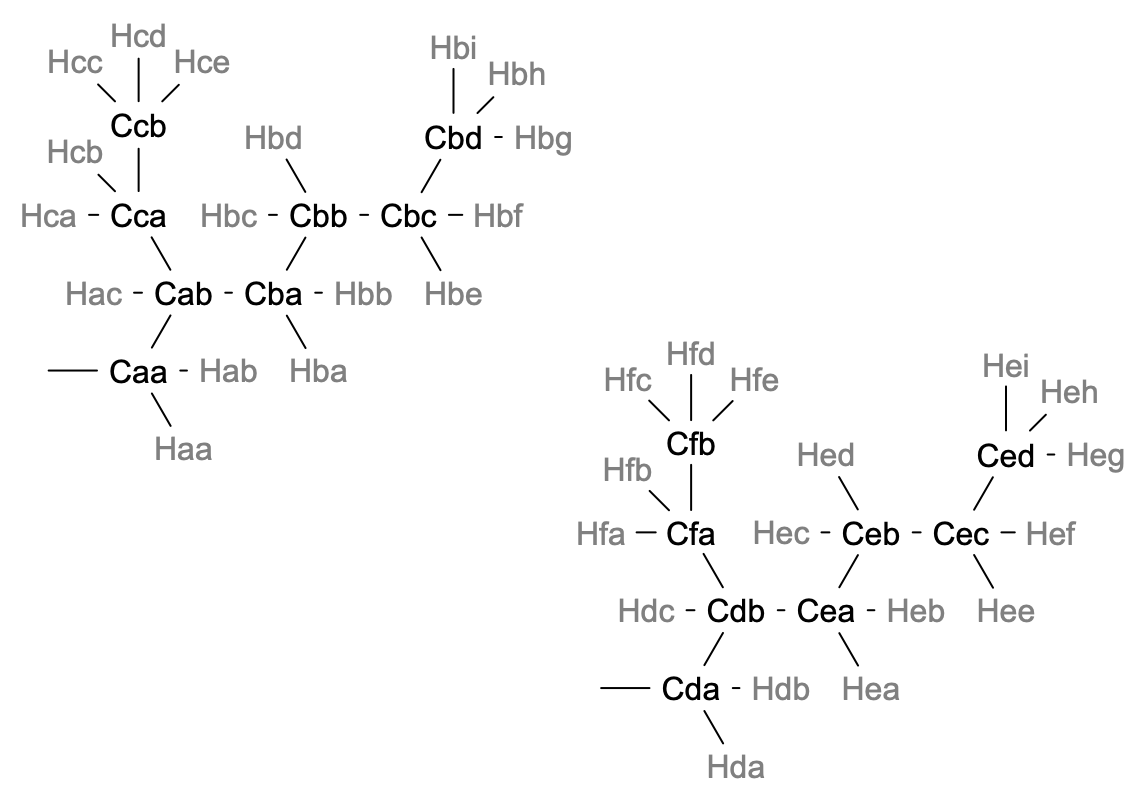 Hcd
Hbi
Hcc Hce
Hbh
Ccb
Hbd Cbd Hbg
Hcb
Hca Cca Hbc Cbb Cbc Hbf
Hac Cab Cba Hbb Hbe
Caa Hab Hba
Hfd
Hei
Hfc Hfe
Heh
Haa
Cfb
Hed Ced Heg
Hfb
Hfa Cfa Hec Ceb Cec Hef
Hdc Cdb Cea Heb Hee
Cda Hdb Hea
Hda